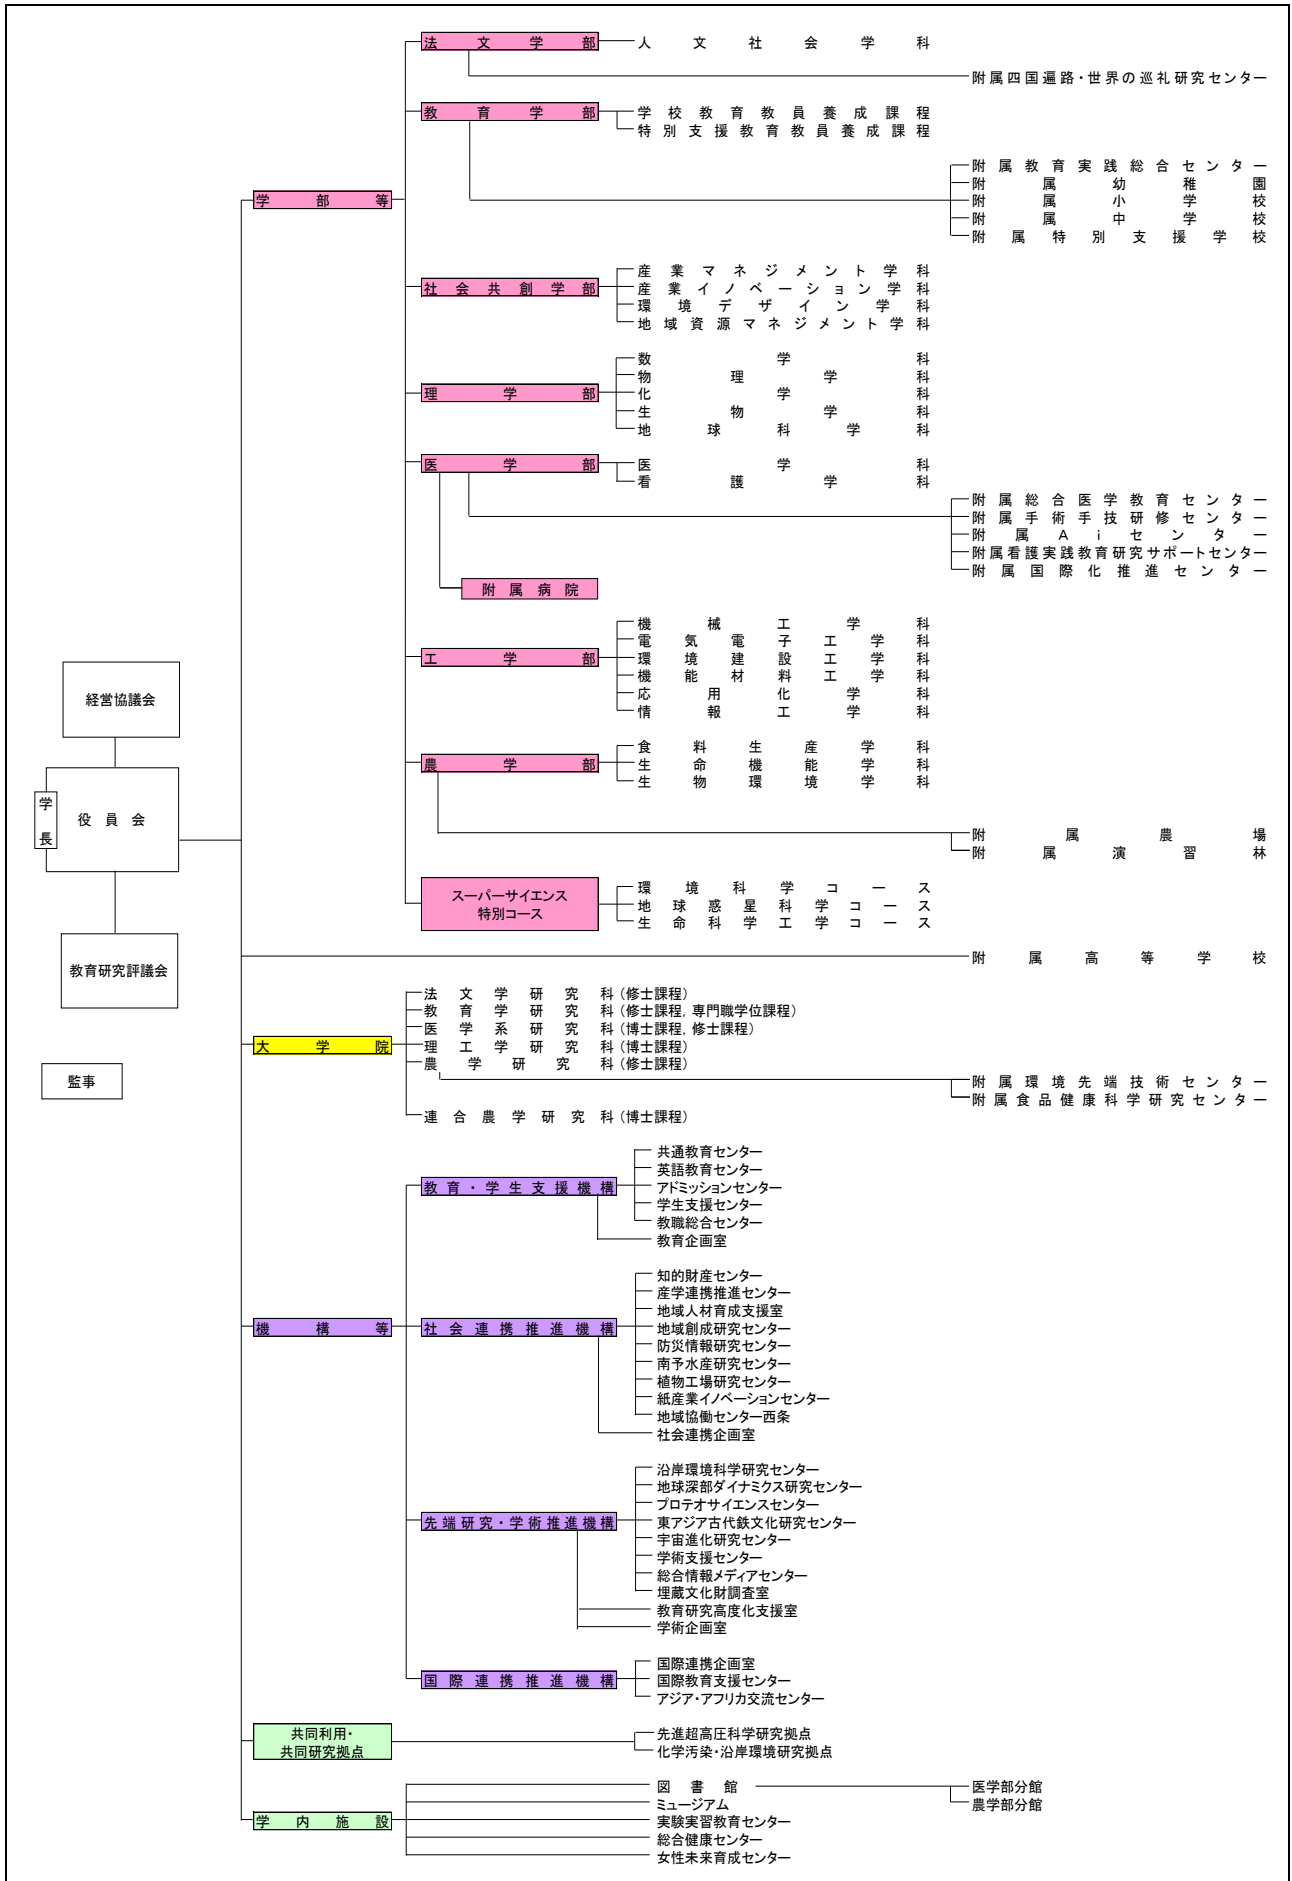 法文学部
人文社会学科
附属四国遍路・世界の巡礼研究センター
教育学部
学校教育教員養成課程
特別支援教育教員養成課程
附属教育実践総合センター
附属幼稚園
学部等
附属小学校
附属中学校
附属特別支援学校
社会共創学部
産業マネジメント学科
産業イノベーション学科
環境デザイン学科
地域資源マネジメント学科
理学部
数学科
物理学科
化学科
生物学科
地球科学科
医学部
医学科
看護学科
附属総合医学教育センター
附属手術手技研修センター
附属Aiセンター
附属看護実践教育研究サポートセンター
附属国際化推進センター
附属病院
工学部
機械工学科
電気電子工学科
環境建設工学科
機能材料工学科
応用化学科
情報工学科
経営協議会
農学部
食料生産学科
生命機能学科
生物環境学科
学長
役員会
附属農場
附属演習林
スーパーサイエンス
特別コース
環境科学コース
地球惑星科学コース
生命科学工学コース
教育研究評議会
附属高等学校
大学院
法文学研究科(修士課程)
教育学研究科(修士課程,専門職学位課程)
医学系研究科(博士課程,修士課程)
理工学研究科(博士課程)
農学研究科(修士課程)
監事
附属環境先端技術センター
附属食品健康科学研究センター
連合農学研究科(博士課程)
教育・学生支援機構
共通教育センター
英語教育センター
アドミッションセンター
学生支援センター
教職総合センター
教育企画室
機構等
社会連携推進機構
知的財産センター
産学連携推進センター
地域人材育成支援室
地域創成研究センター
防災情報研究センター
南予水産研究センター
植物工場研究センター
紙産業イノベーションセンター
地域協働センター西条
社会連携企画室
先端研究・学術推進機構
沿岸環境科学研究センター
地球深部ダイナミクス研究センター
プロテオサイエンスセンター
東アジア古代鉄文化研究センター
宇宙進化研究センター
学術支援センター
総合情報メディアセンター
埋蔵文化財調査室
教育研究高度化支援室
学術企画室
国際連携推進機構
国際連携企画室
国際教育支援センター
アジア・アフリカ交流センター
共同利用・
共同研究拠点
先進超高圧科学研究拠点
化学汚染・沿岸環境研究拠点
学内施設
図書館
医学部分館
農学部分館
ミュージアム
実験実習教育センター
総合健康センター
女性未来育成センター